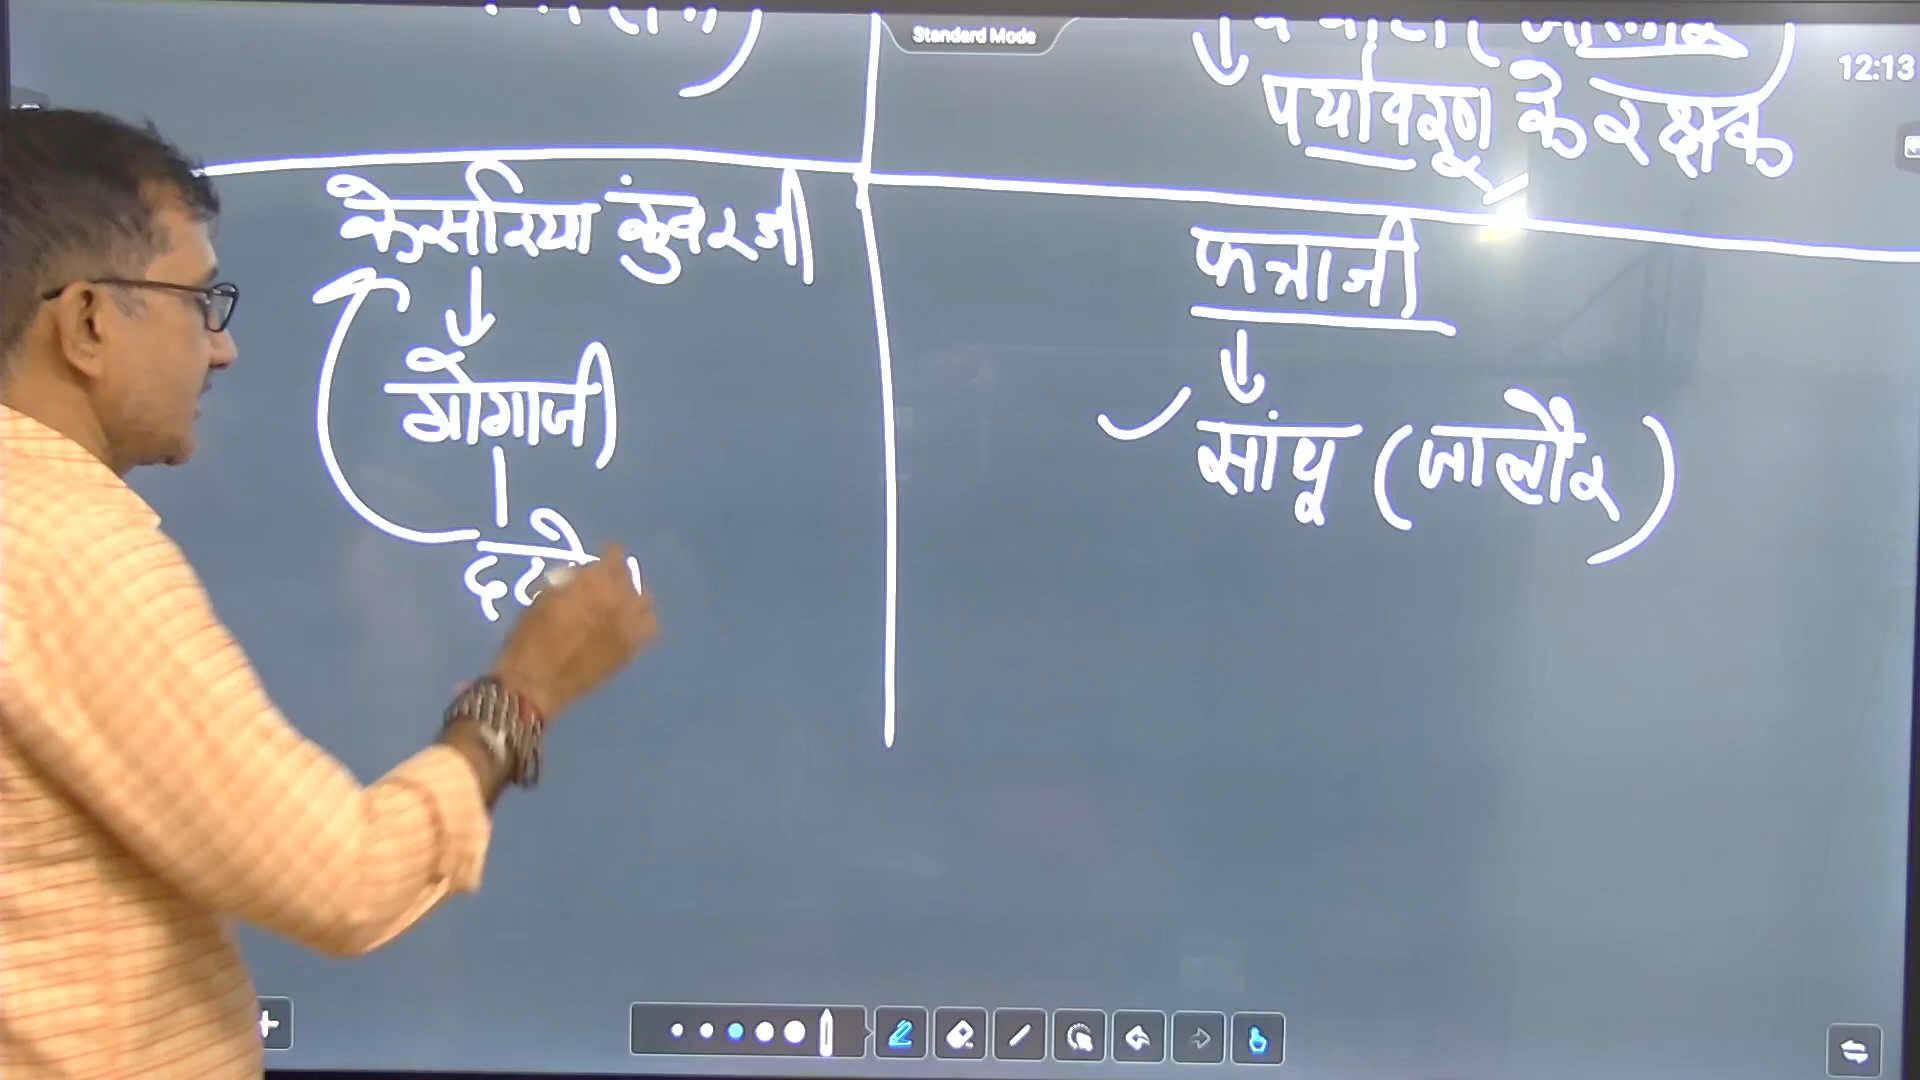 Standard Mode
12:13
पर्यावरण के रक्षक
केसरिया कुंवरजी
गोगाजी
फत्ताजी
सांथू (जालौर)